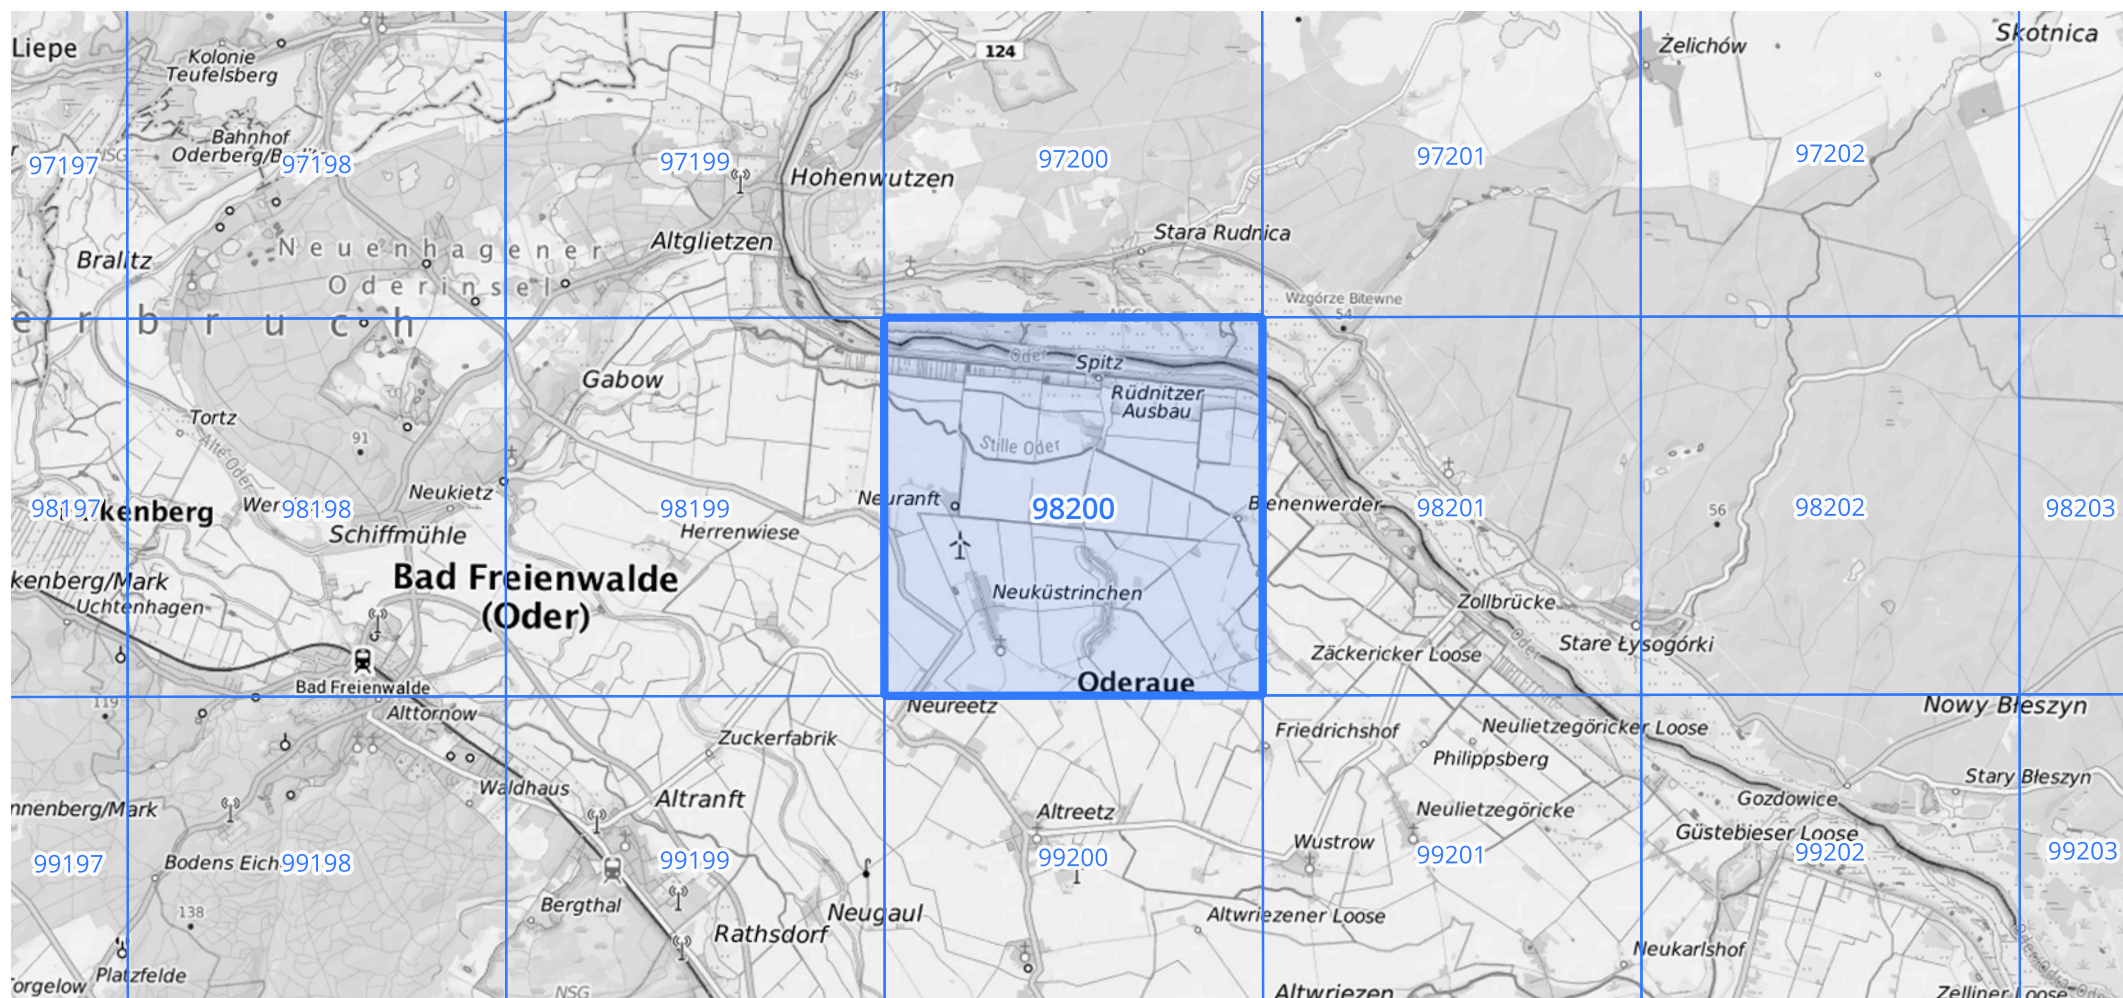 Liepe
Kolonie
Teufelsberg
124
Żelichów
Skotnica
Bahnhof
NSG
97197
97198
97199
97200
97201
97202
Hohenwutzen
Bralitz
Neuenhagener
Oderinsel
Altglietzen
Stara Rudnica
Wzgórze Bitewne
54
NSG
erbruch
Oder
Spitz
Gabow
Rüdnitzer
Ausbau
Tortz
Alte Oder
91
Stille Oder
Neukietz
Neuranft
Bienenwerder
56
98197
98198
98199
98200
98201
98202
98203
Schiffmühle
Herrenwiese
Bad Freienwalde
(Oder)
kenberg/Mark
Uchtenhagen
Neuküstrinchen
Zollbrücke
Oder
Stare Łysogórki
Zäckericker Loose
Bad Freienwalde
Oderaue
119
Alttornow
Neureetz
Nowy Błeszyn
Zuckerfabrik
Friedrichshof
Neulietzegöricker Loose
Philippsberg
Stary Błeszyn
Waldhaus
Altranft
Gozdowice
nnenberg/Mark
Altreetz
Neulietzegöricke
Wustrow
Güstebieser Loose
Bodens Eich
99197
99198
99199
99200
99201
99202
99203
138
Bergthal
Neugaul
Altwriezener Loose
Rathsdorf
Neukarlshof
Platzfelde
orgelow
NSG
Altwriezen
Zelliner Loose